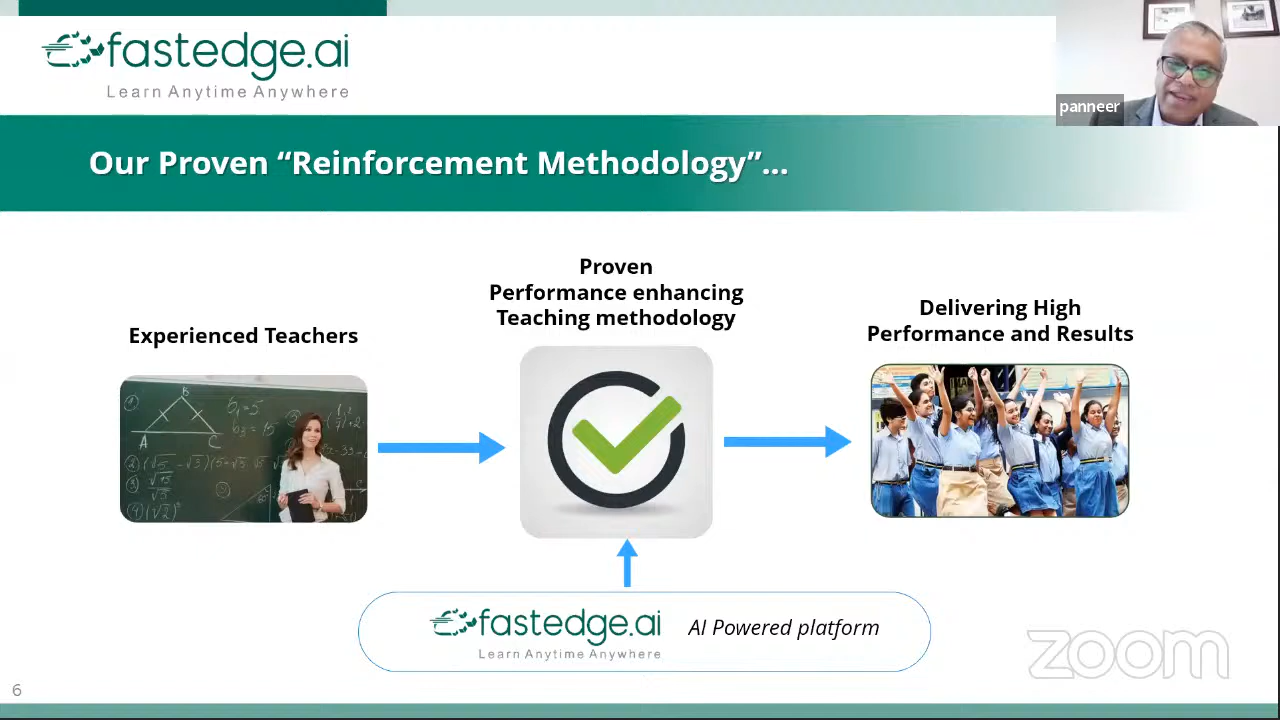 fastedge.ai
Learn Anytime Anywhere
panneer
Our Proven “Reinforcement Methodology”...
Proven
Performance enhancing
Teaching methodology
Delivering High
Performance and Results
Experienced Teachers
B
A
C
fastedge.ai
AI Powered platform
Learn Anytime Anywhere
zoom
6